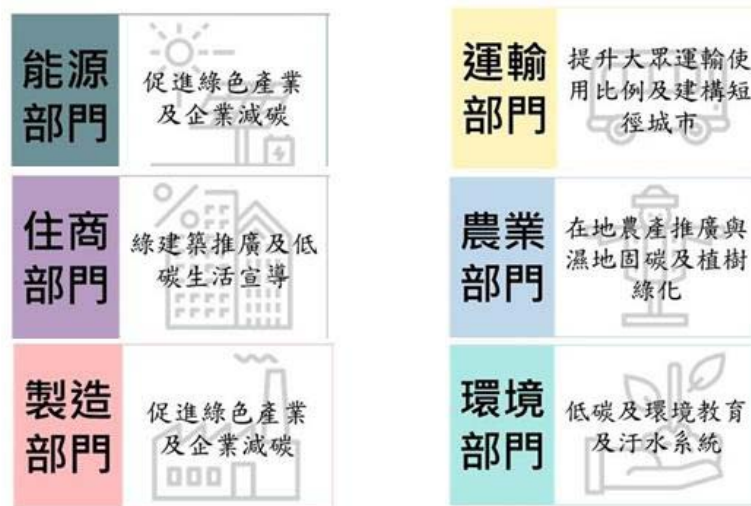 能源
部門
促進綠色產業
及企業減碳
運輸
部門
提升大眾運輸使
用比例及建構短
徑城市
住商
部門
綠建築推廣及低
碳生活宣導
農業
部門
在地農產推廣與
濕地固碳及植樹
綠化
製造
部門
促進綠色產業
及企業減碳
環境
部門
低碳及環境教育
及汙水系統